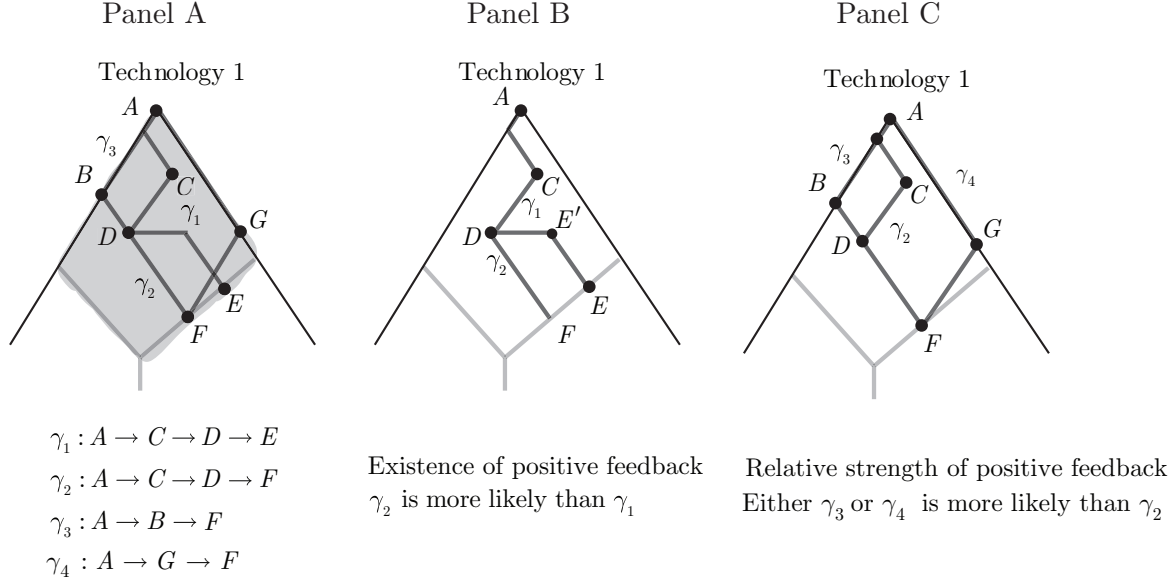 Panel A
Technology 1
A
γ₃
B
C
γ₁
G
D
γ₂
E
F
γ₁ : A → C → D → E
γ₂ : A → C → D → F
γ₃ : A → B → F
γ₄ : A → G → F
Panel B
Technology 1
A
C
γ₁
E′
D
γ₂
E
F
Existence of positive feedback
γ₂ is more likely than γ₁
Panel C
Technology 1
A
γ₃
γ₄
B
C
γ₂
G
D
F
Relative strength of positive feedback
Either γ₃ or γ₄ is more likely than γ₂